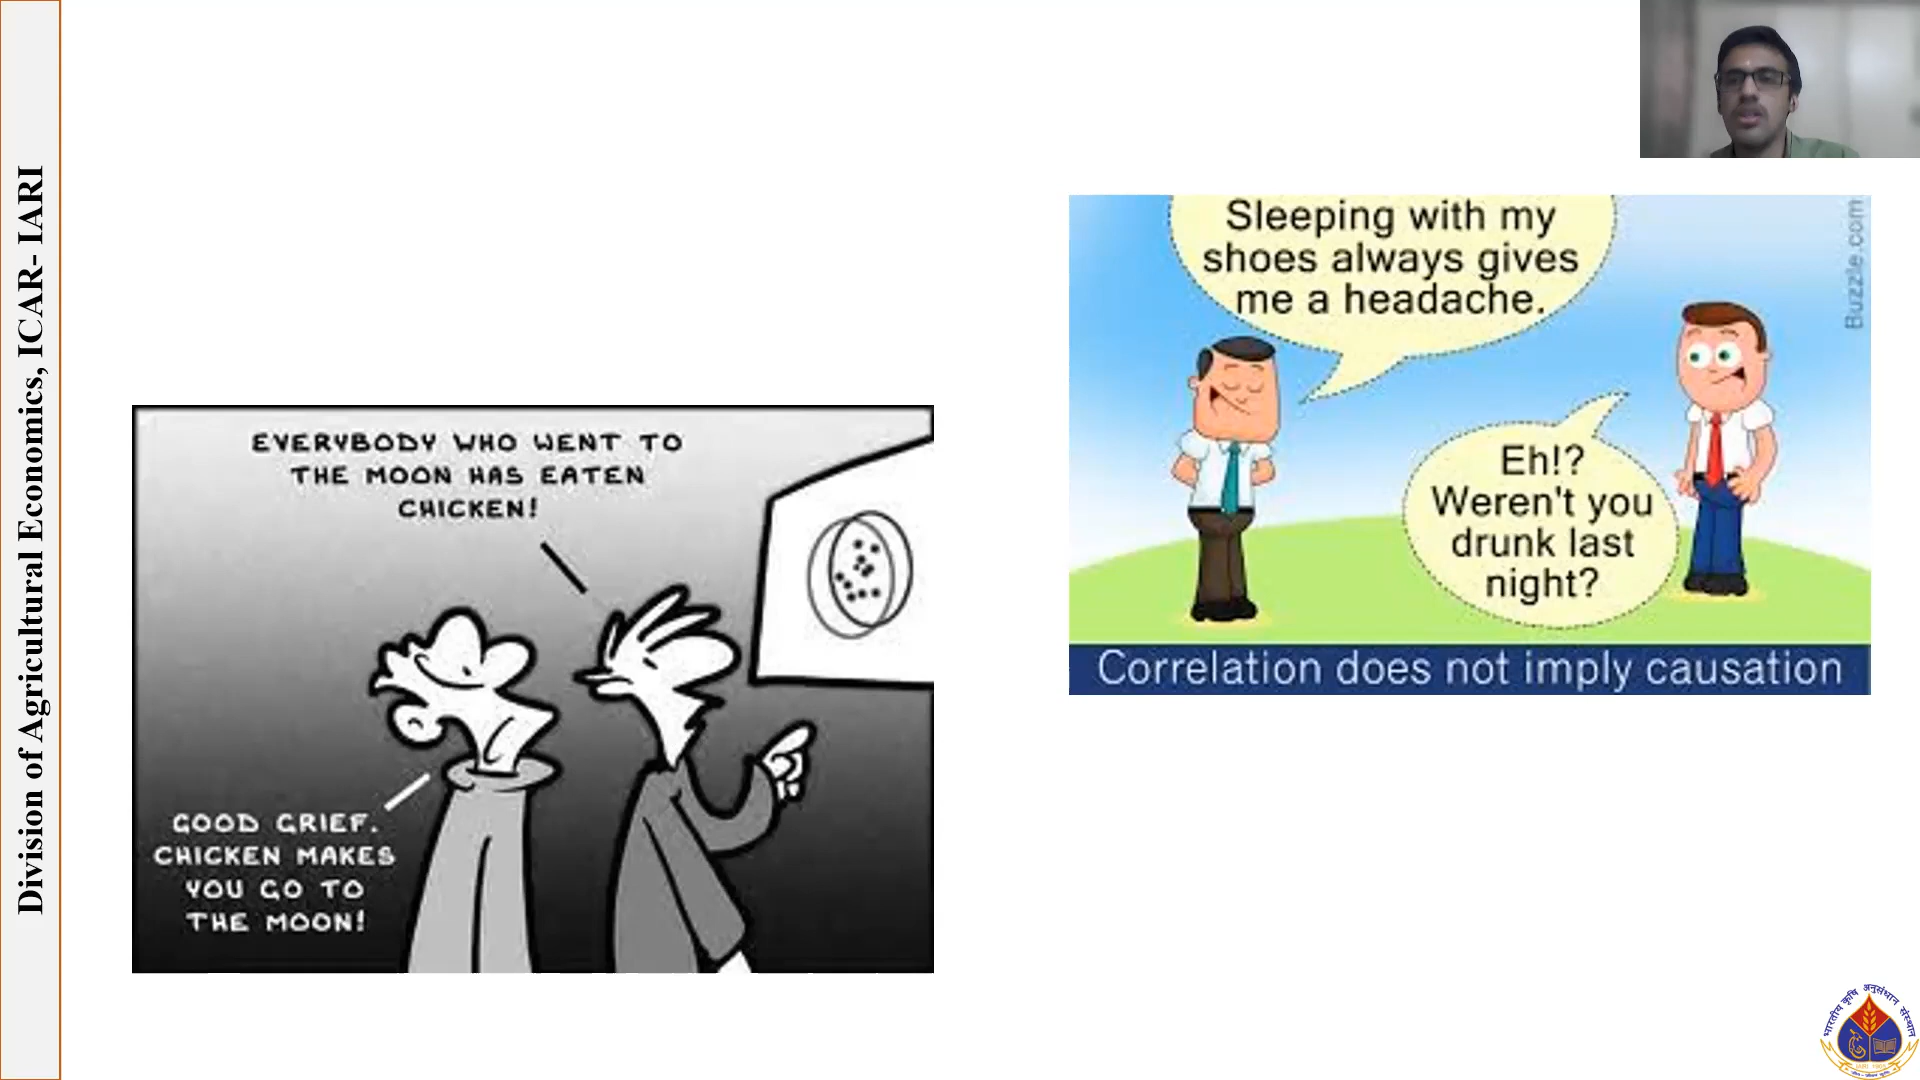 Division of Agricultural Economics, ICAR- IARI
EVERYBODY WHO WENT TO
THE MOON HAS EATEN
CHICKEN!
GOOD GRIEF.
CHICKEN MAKES
YOU GO TO
THE MOON!
Sleeping with my
shoes always gives
me a headache.
Eh!?
Weren't you
drunk last
night?
Buzzle.com
Correlation does not imply causation
भारतीय कृषि अनुसंधान संस्थान